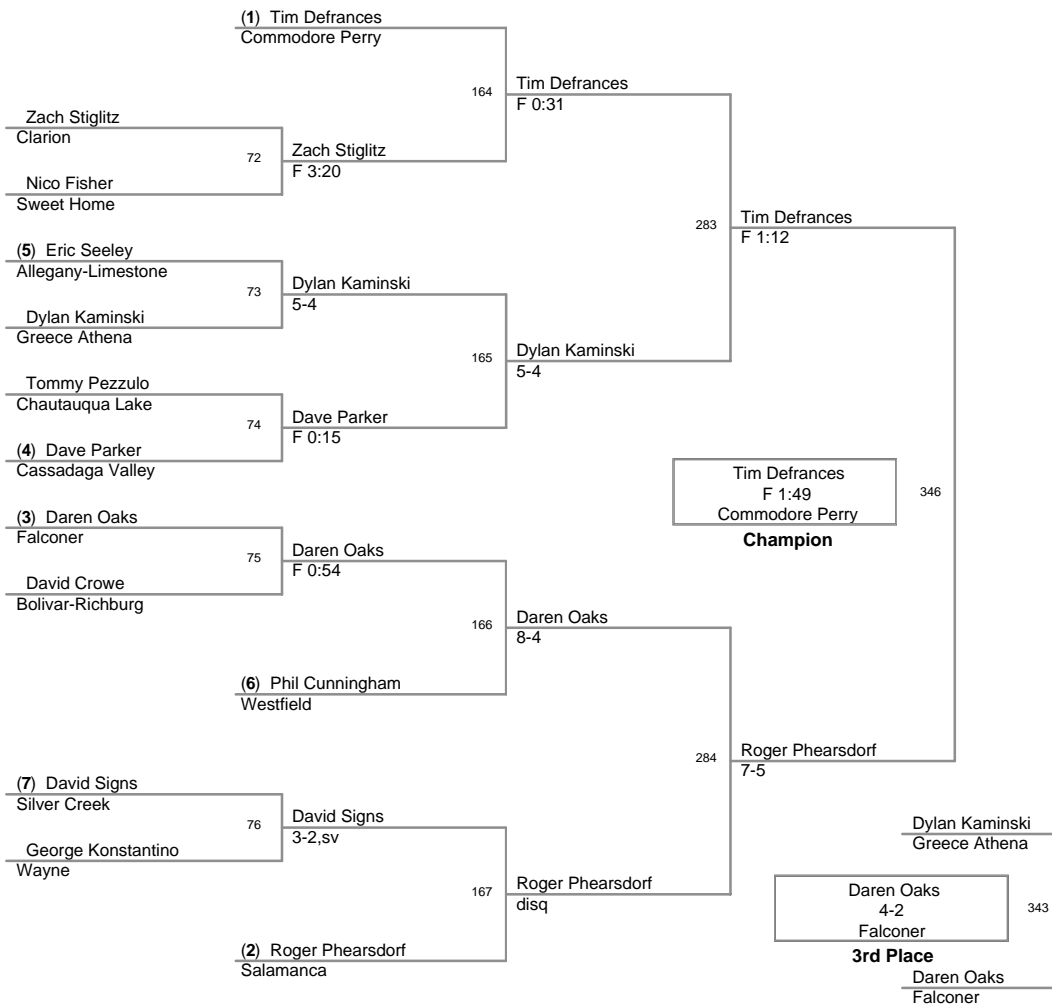 (1) Tim Defrances
Commodore Perry
164
Tim Defrances
F 0:31
Zach Stiglitz
Clarion
72
Zach Stiglitz
F 3:20
Nico Fisher
Sweet Home
283
Tim Defrances
F 1:12
(5) Eric Seeley
Allegany-Limestone
73
Dylan Kaminski
5-4
Dylan Kaminski
Greece Athena
165
Dylan Kaminski
5-4
Tommy Pezzulo
Chautauqua Lake
74
Dave Parker
F 0:15
(4) Dave Parker
Cassadaga Valley
Tim Defrances
F 1:49
Commodore Perry
Champion
346
(3) Daren Oaks
Falconer
75
Daren Oaks
F 0:54
David Crowe
Bolivar-Richburg
166
Daren Oaks
8-4
(6) Phil Cunningham
Westfield
284
Roger Phearsdorf
7-5
(7) David Signs
Silver Creek
76
David Signs
3-2,sv
George Konstantino
Wayne
167
Roger Phearsdorf
disq
(2) Roger Phearsdorf
Salamanca
Dylan Kaminski
Greece Athena
Daren Oaks
4-2
Falconer
343
3rd Place
Daren Oaks
Falconer